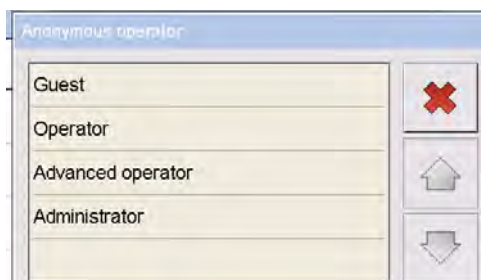 Anonymous operator
Guest
Operator
Advanced operator
Administrator